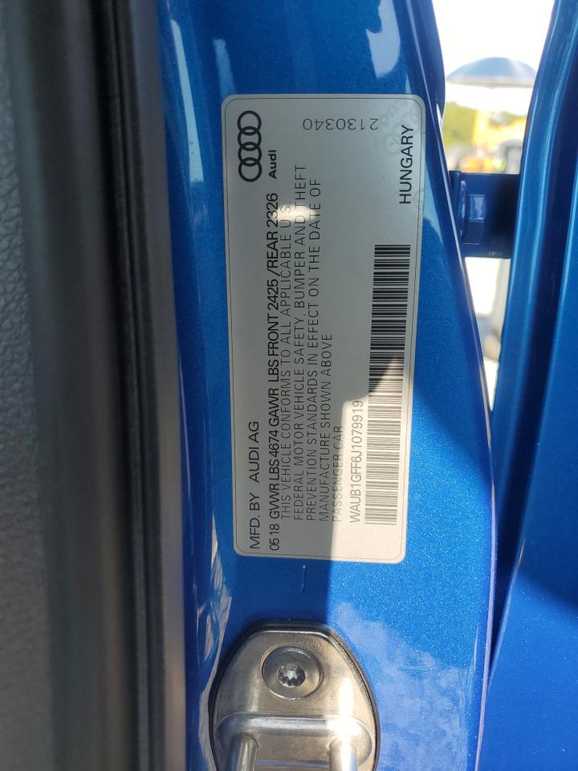 MFD. BY AUDI AG
Audi
05 18 GVWR LBS 4674 GAWR LBS FRONT 2425 / REAR 2326
THIS VEHICLE CONFORMS TO ALL APPLICABLE U.S.
FEDERAL MOTOR VEHICLE SAFETY, BUMPER AND THEFT
PREVENTION STANDARDS IN EFFECT ON THE DATE OF
MANUFACTURE SHOWN ABOVE
PASSENGER CAR
WAUB1GFF6J1079919
2130340
HUNGARY